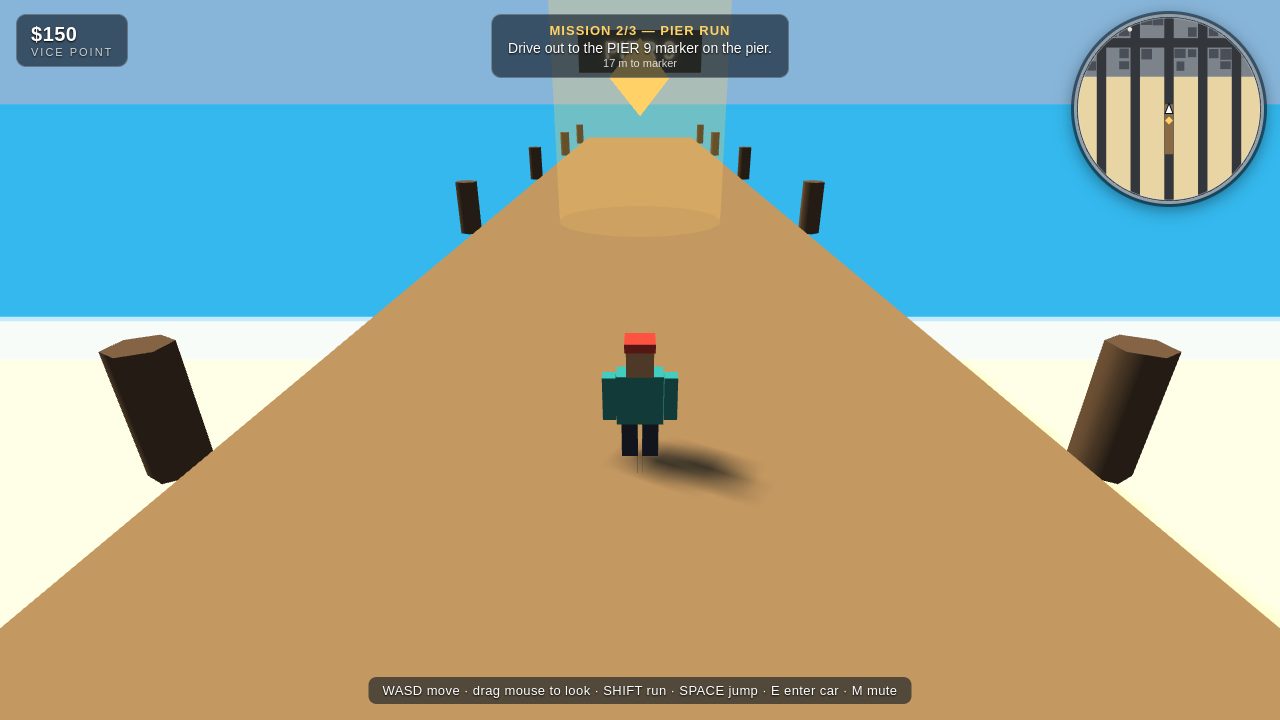 $150
VICE POINT
MISSION 2/3 — PIER RUN
Drive out to the PIER 9 marker on the pier.
17 m to marker
WASD move · drag mouse to look · SHIFT run · SPACE jump · E enter car · M mute